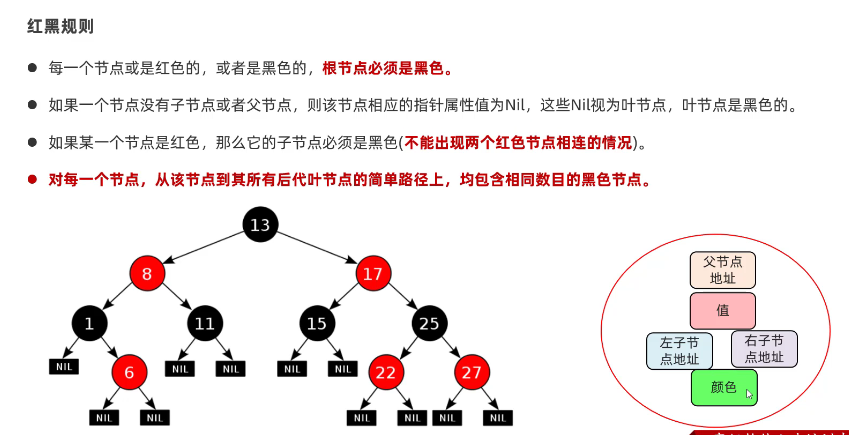 红黑规则
每一个节点或是红色的，或者是黑色的，根节点必须是黑色。
如果一个节点没有子节点或者父节点，则该节点相应的指针属性值为Nil，这些Nil视为叶节点，叶节点是黑色的。
如果某一个节点是红色，那么它的子节点必须是黑色(不能出现两个红色节点相连的情况)。
对每一个节点，从该节点到其所有后代叶节点的简单路径上，均包含相同数目的黑色节点。
13
8
17
1
11
15
25
NIL
6
NIL
NIL
NIL
NIL
22
27
NIL
NIL
NIL
NIL
NIL
NIL
父节点
地址
值
左子节
点地址
右子节
点地址
颜色